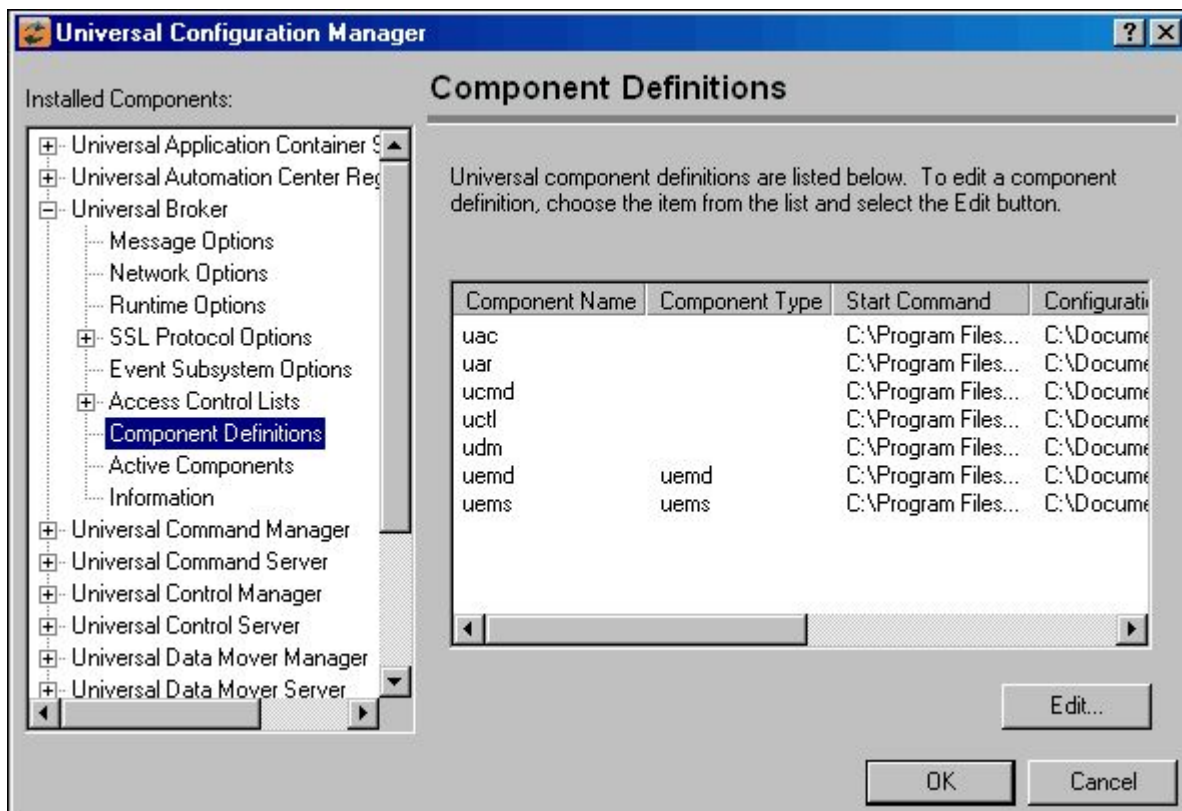 Universal Configuration Manager
Installed Components:
Universal Application Container S
Universal Automation Center Reg
Universal Broker
Message Options
Network Options
Runtime Options
SSL Protocol Options
Event Subsystem Options
Access Control Lists
Component Definitions
Active Components
Information
Universal Command Manager
Universal Command Server
Universal Control Manager
Universal Control Server
Universal Data Mover Manager
Universal Data Mover Server
Component Definitions
Universal component definitions are listed below. To edit a component
definition, choose the item from the list and select the Edit button.
Component Name Component Type Start Command Configurati
uac C:\Program Files... C:\Docume
uar C:\Program Files... C:\Docume
ucmd C:\Program Files... C:\Docume
uctl C:\Program Files... C:\Docume
udm C:\Program Files... C:\Docume
uemd uemd C:\Program Files... C:\Docume
uems uems C:\Program Files... C:\Docume
Edit...
OK Cancel